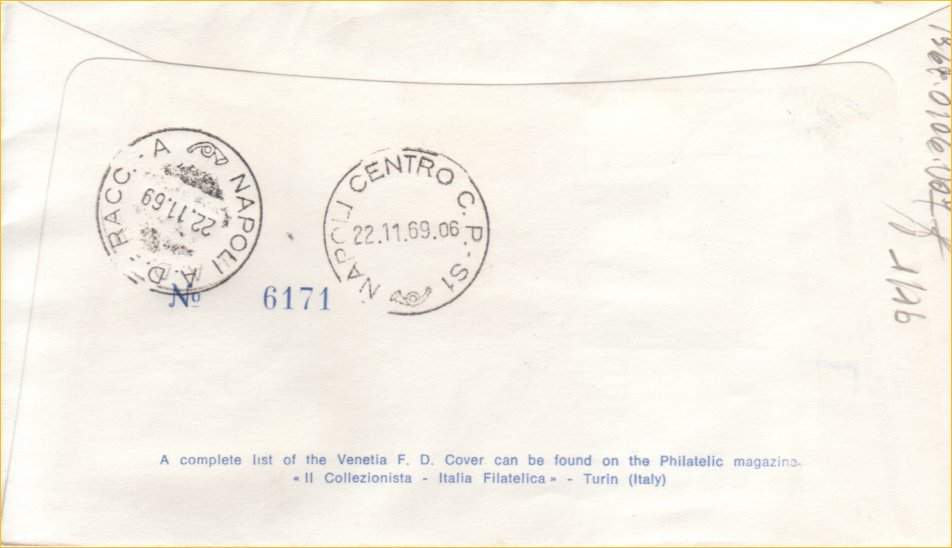 NAPOLI A.D. RACC. A
22.11.69
NAPOLI CENTRO C.P.-S1
22.11.69.06
Nº 6171
A complete list of the Venetia F. D. Cover can be found on the Philatelic magazine
« Il Collezionista - Italia Filatelica » - Turin (Italy)